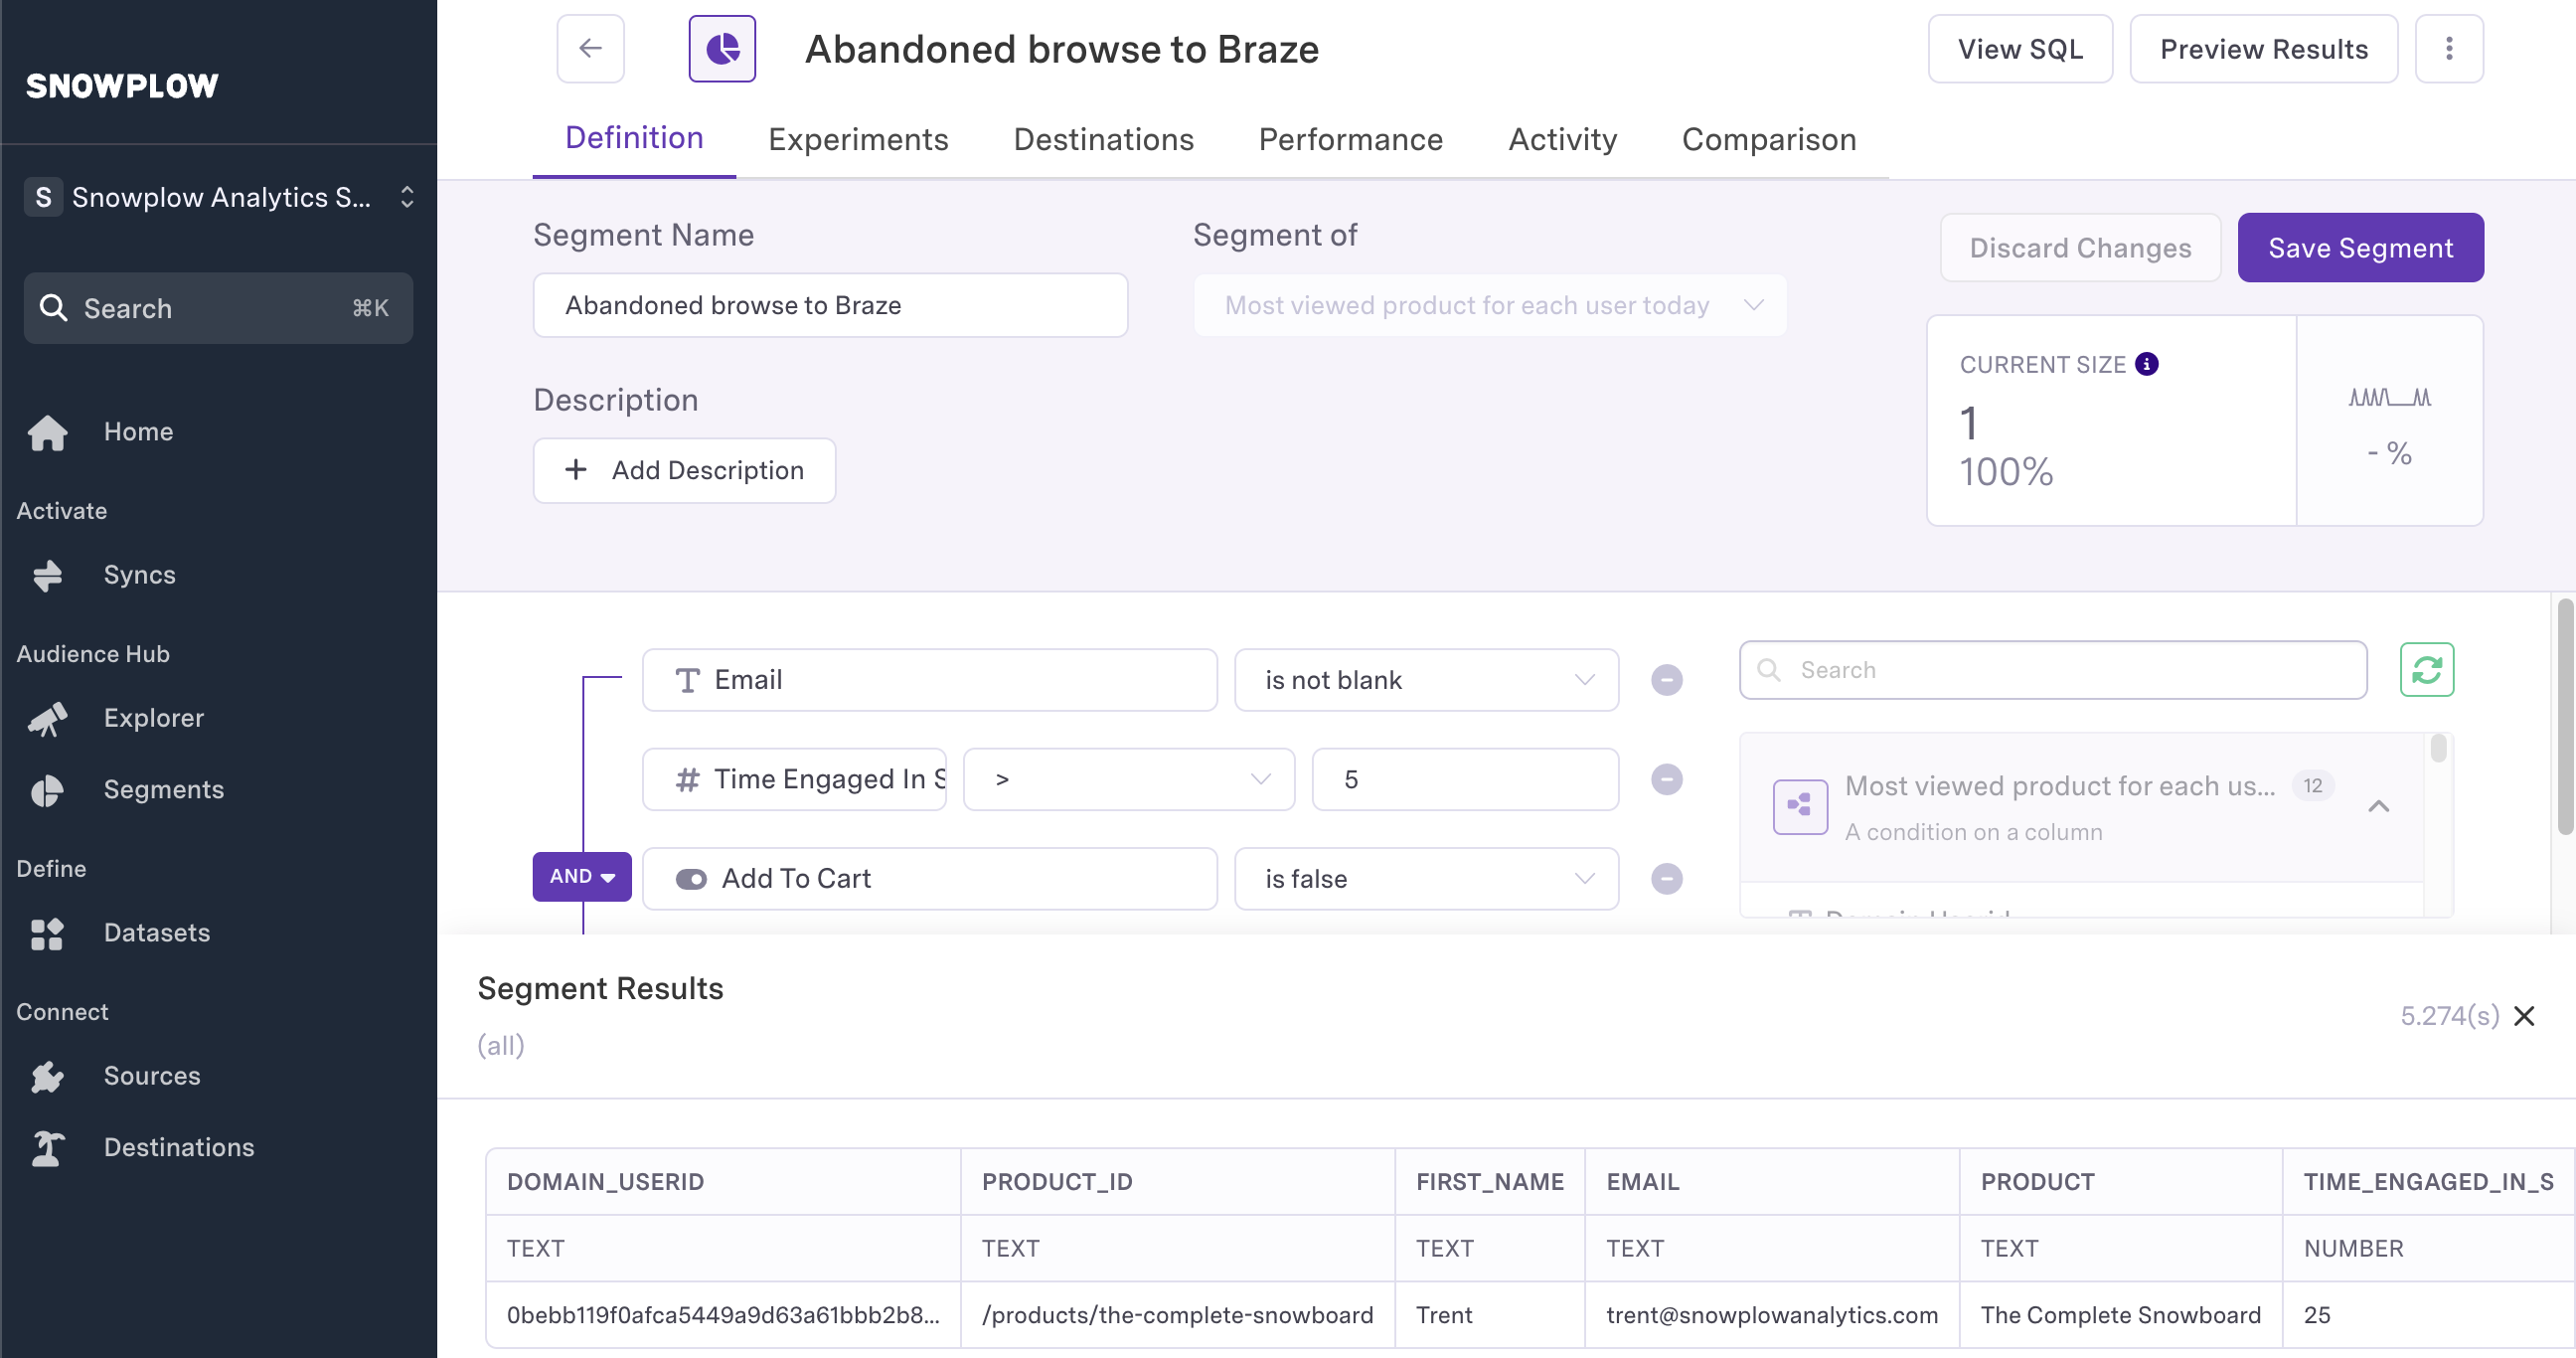 SNOWPLOW
S Snowplow Analytics S...
Search ⌘K
Home
Activate
Syncs
Audience Hub
Explorer
Segments
Define
Datasets
Connect
Sources
Destinations
Abandoned browse to Braze
View SQL
Preview Results
Definition Experiments Destinations Performance Activity Comparison
Segment Name
Abandoned browse to Braze
Segment of
Most viewed product for each user today
Discard Changes
Save Segment
Description
+ Add Description
CURRENT SIZE i
1
100%
- %
Email is not blank
# Time Engaged In S > 5
AND Add To Cart is false
Search
Most viewed product for each us... 12
A condition on a column
Segment Results
(all)
5.274(s)
DOMAIN_USERID PRODUCT_ID FIRST_NAME EMAIL PRODUCT TIME_ENGAGED_IN_S
TEXT TEXT TEXT TEXT TEXT NUMBER
0bebb119f0afca5449a9d63a61bbb2b8... /products/the-complete-snowboard Trent trent@snowplowanalytics.com The Complete Snowboard 25